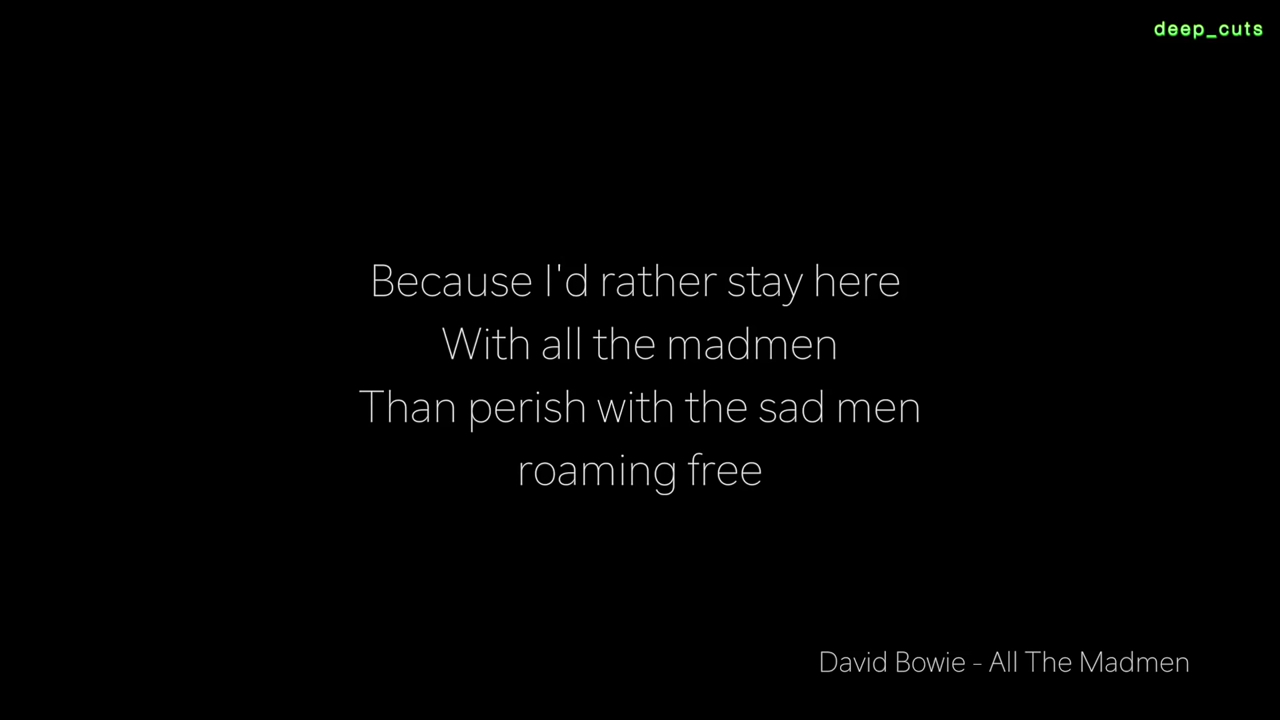 deep_cuts
Because I'd rather stay here
With all the madmen
Than perish with the sad men
roaming free
David Bowie - All The Madmen